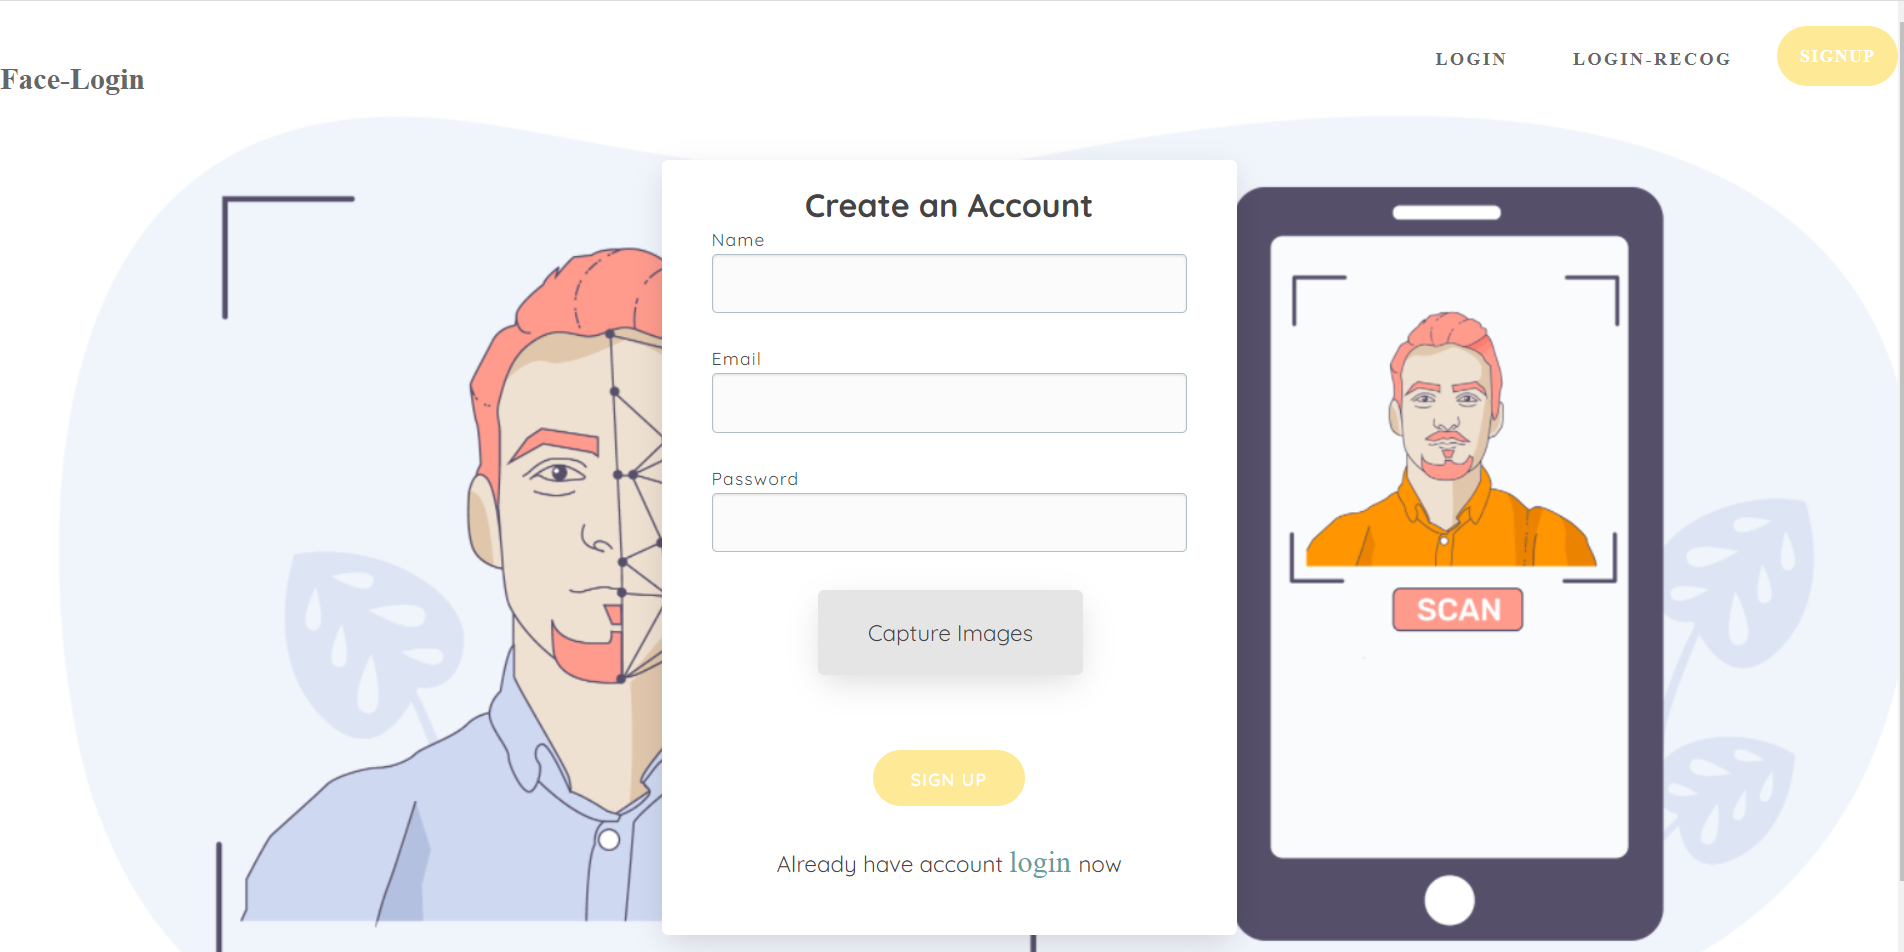 Face-Login
LOGIN
LOGIN-RECOG
SIGNUP
Create an Account
Name
Email
Password
Capture Images
SIGN UP
Already have account login now
SCAN